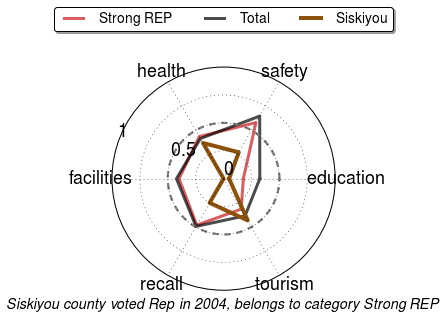 Strong REP Total Siskiyou
health safety
1
0.5
0
facilities education
recall tourism
Siskiyou county voted Rep in 2004, belongs to category Strong REP